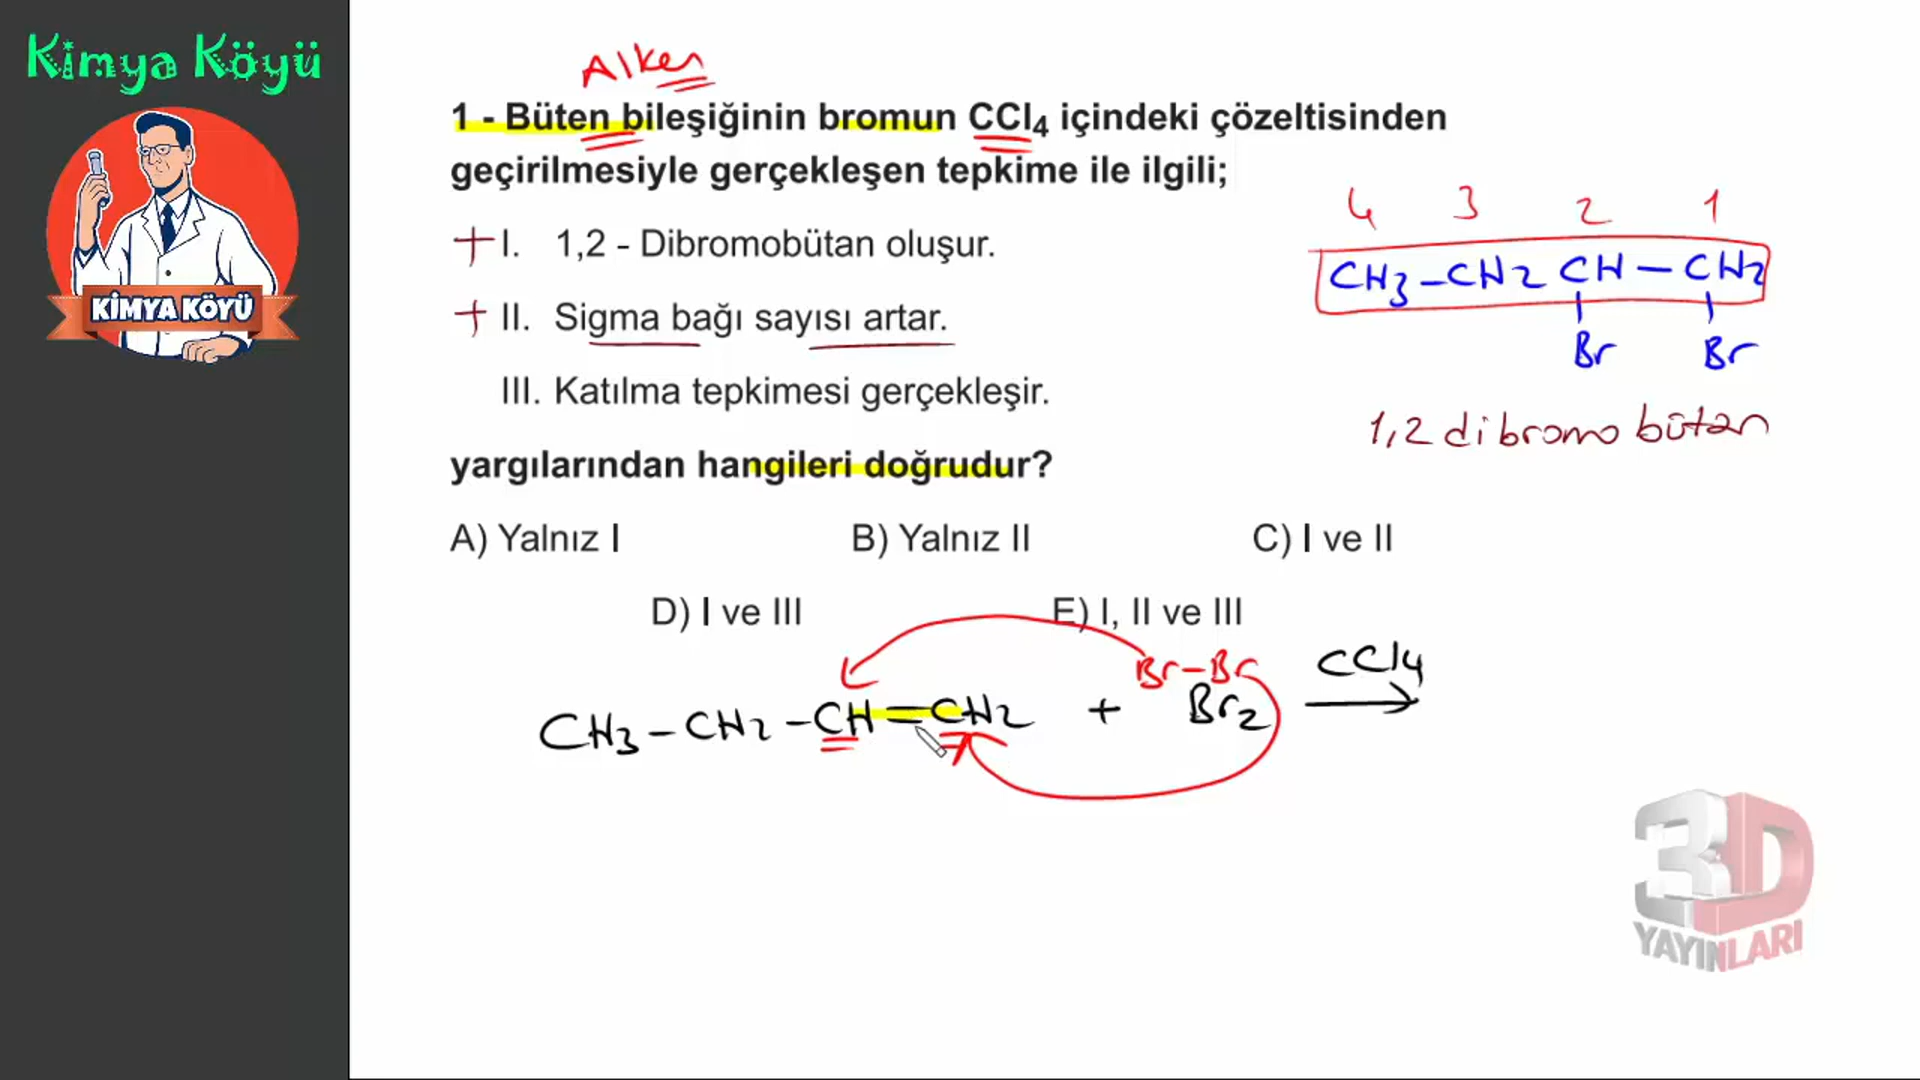 Kimya Köyü
KİMYA KÖYÜ
Alken
1 - Büten bileşiğinin bromun CCl₄ içindeki çözeltisinden
geçirilmesiyle gerçekleşen tepkime ile ilgili;
+ I. 1,2 - Dibromobütan oluşur.
+ II. Sigma bağı sayısı artar.
III. Katılma tepkimesi gerçekleşir.
yargılarından hangileri doğrudur?
4 3 2 1
CH₃ – CH₂ CH – CH₂
Br Br
1,2 dibromo bütan
A) Yalnız I B) Yalnız II C) I ve II
D) I ve III E) I, II ve III
Br–Br
CCl₄
CH₃ – CH₂ – CH = CH₂ + Br₂ →
3D
YAYINLARI